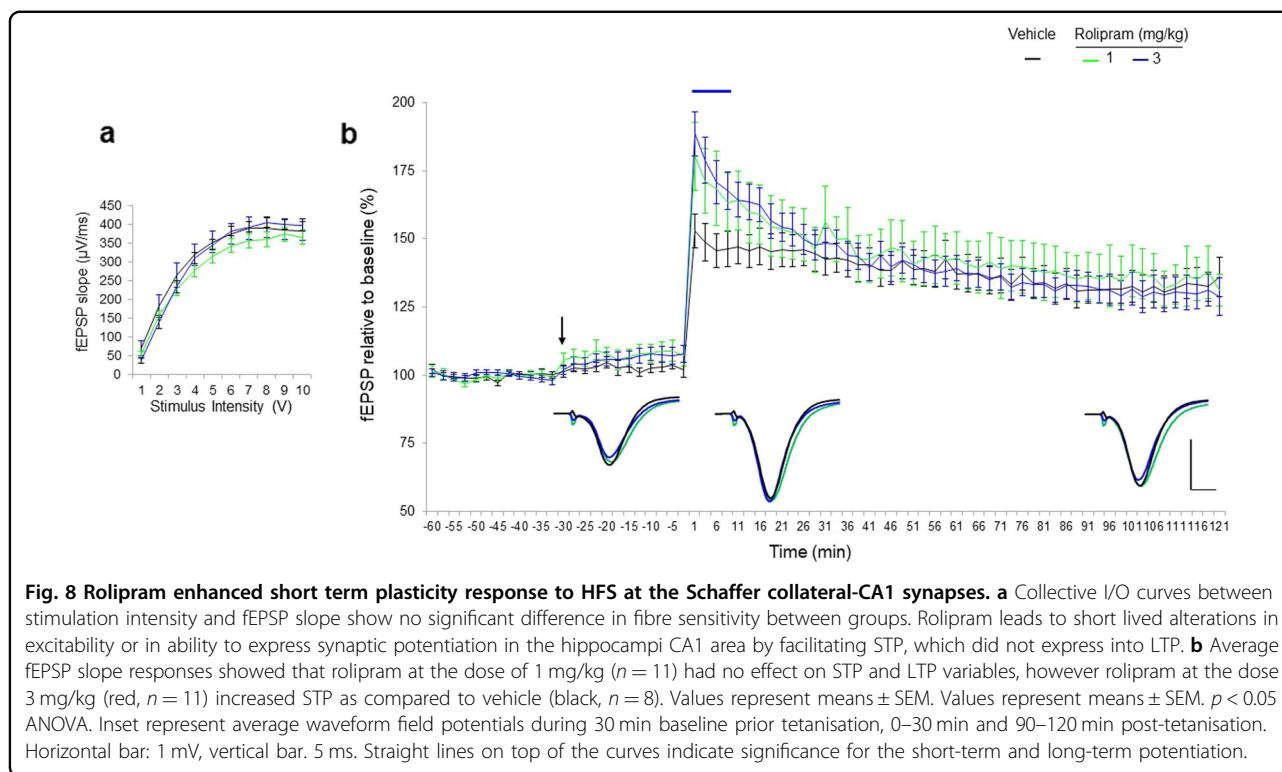 Vehicle Rolipram (mg/kg)
1 3
a
fEPSP slope (µV/ms)
450
400
350
300
250
200
150
100
50
0
1 2 3 4 5 6 7 8 9 10
Stimulus Intensity (V)
b
fEPSP relative to baseline (%)
200
175
150
125
100
75
50
-60 -55 -50 -45 -40 -35 -30 -25 -20 -15 -10 -5 1 6 11 16 21 26 31 36 41 46 51 56 61 66 71 76 81 86 91 96 101 106 111 116 121
Time (min)
Fig. 8 Rolipram enhanced short term plasticity response to HFS at the Schaffer collateral-CA1 synapses. a Collective I/O curves between
stimulation intensity and fEPSP slope show no significant difference in fibre sensitivity between groups. Rolipram leads to short lived alterations in
excitability or in ability to express synaptic potentiation in the hippocampi CA1 area by facilitating STP, which did not express into LTP. b Average
fEPSP slope responses showed that rolipram at the dose of 1 mg/kg (n = 11) had no effect on STP and LTP variables, however rolipram at the dose
3 mg/kg (red, n = 11) increased STP as compared to vehicle (black, n = 8). Values represent means ± SEM. Values represent means ± SEM. p < 0.05
ANOVA. Inset represent average waveform field potentials during 30 min baseline prior tetanisation, 0–30 min and 90–120 min post-tetanisation.
Horizontal bar: 1 mV, vertical bar. 5 ms. Straight lines on top of the curves indicate significance for the short-term and long-term potentiation.